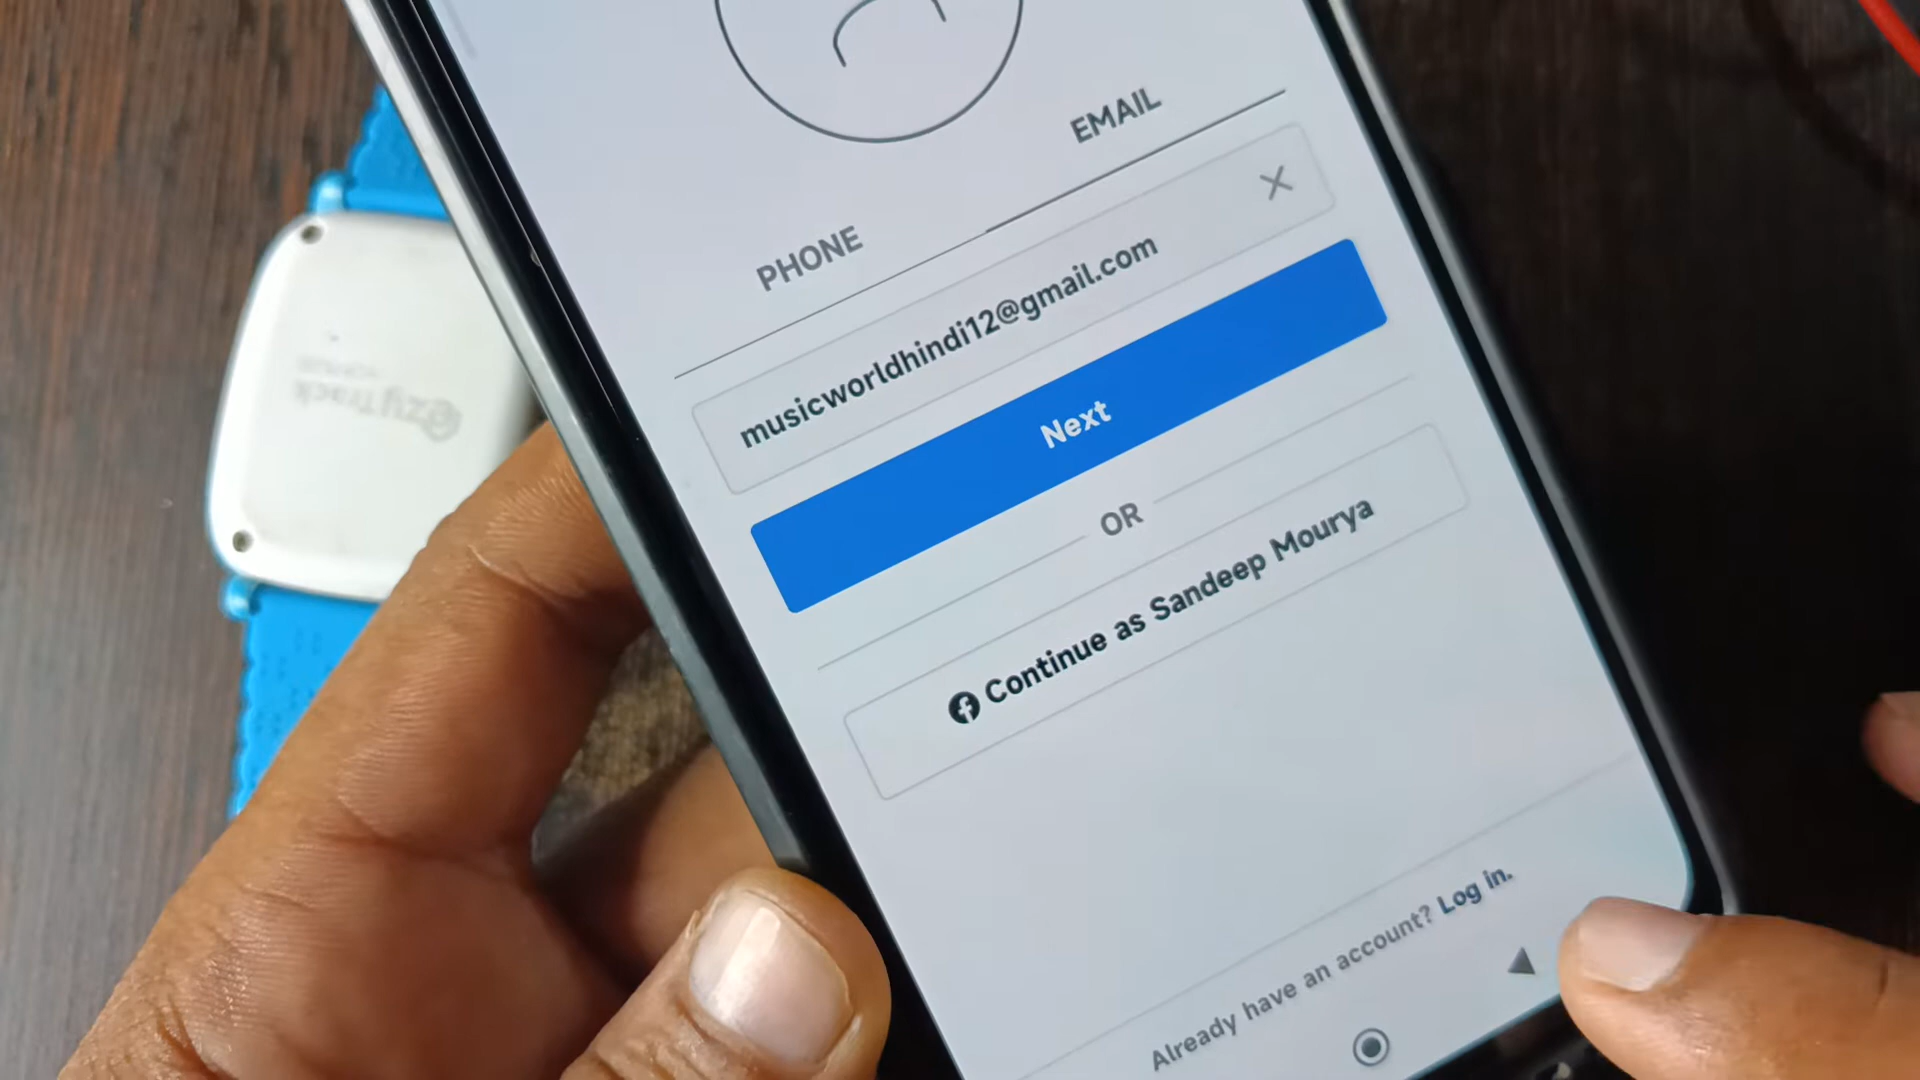 EMAIL
PHONE
musicworldhindi12@gmail.com
Next
OR
Continue as Sandeep Mourya
Already have an account? Log in.
ezyTrack